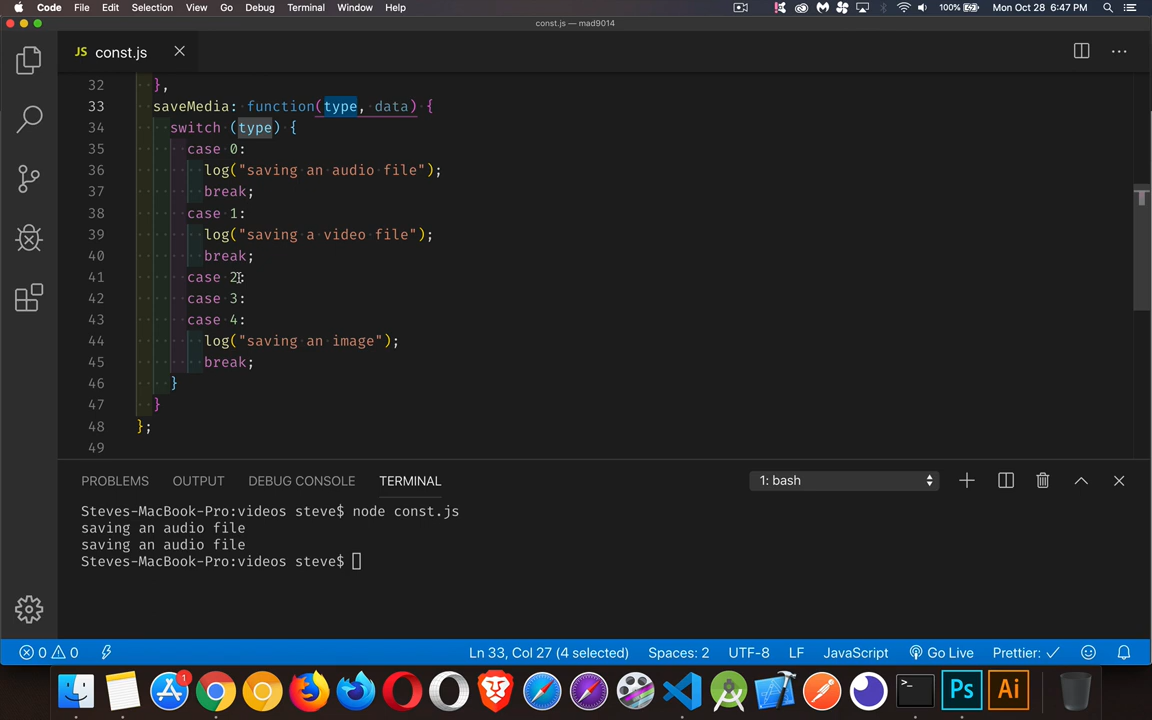 Code File Edit Selection View Go Debug Terminal Window Help 100% Mon Oct 28 6:47 PM
const.js — mad9014
JS const.js
32 },
33 saveMedia: function(type, data) {
34 switch (type) {
35 case 0:
36 log("saving an audio file");
37 break;
38 case 1:
39 log("saving a video file");
40 break;
41 case 2:
42 case 3:
43 case 4:
44 log("saving an image");
45 break;
46 }
47 }
48 };
49
PROBLEMS OUTPUT DEBUG CONSOLE TERMINAL 1: bash
Steves-MacBook-Pro:videos steve$ node const.js
saving an audio file
saving an audio file
Steves-MacBook-Pro:videos steve$
0 0 Ln 33, Col 27 (4 selected) Spaces: 2 UTF-8 LF JavaScript Go Live Prettier: ✓
1 >_ Ps Ai